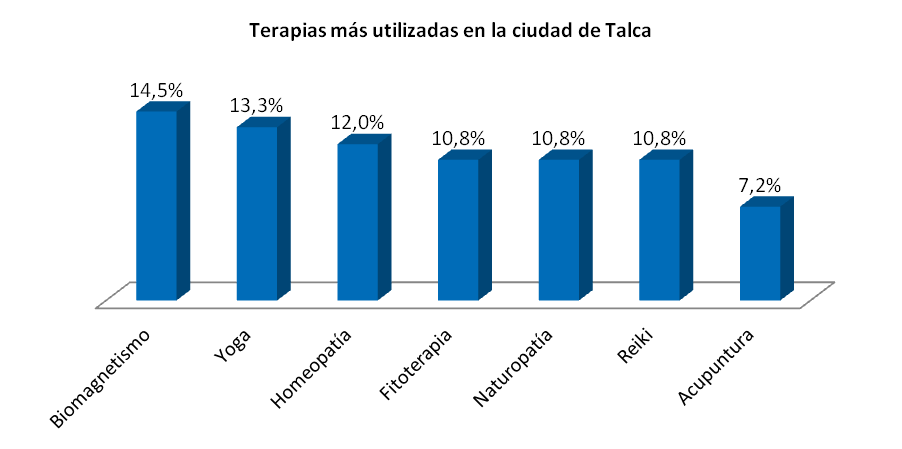 Terapias más utilizadas en la ciudad de Talca
14,5%
13,3%
12,0%
10,8%
10,8%
10,8%
7,2%
Biomagnetismo
Yoga
Homeopatía
Fitoterapia
Naturopatía
Reiki
Acupuntura